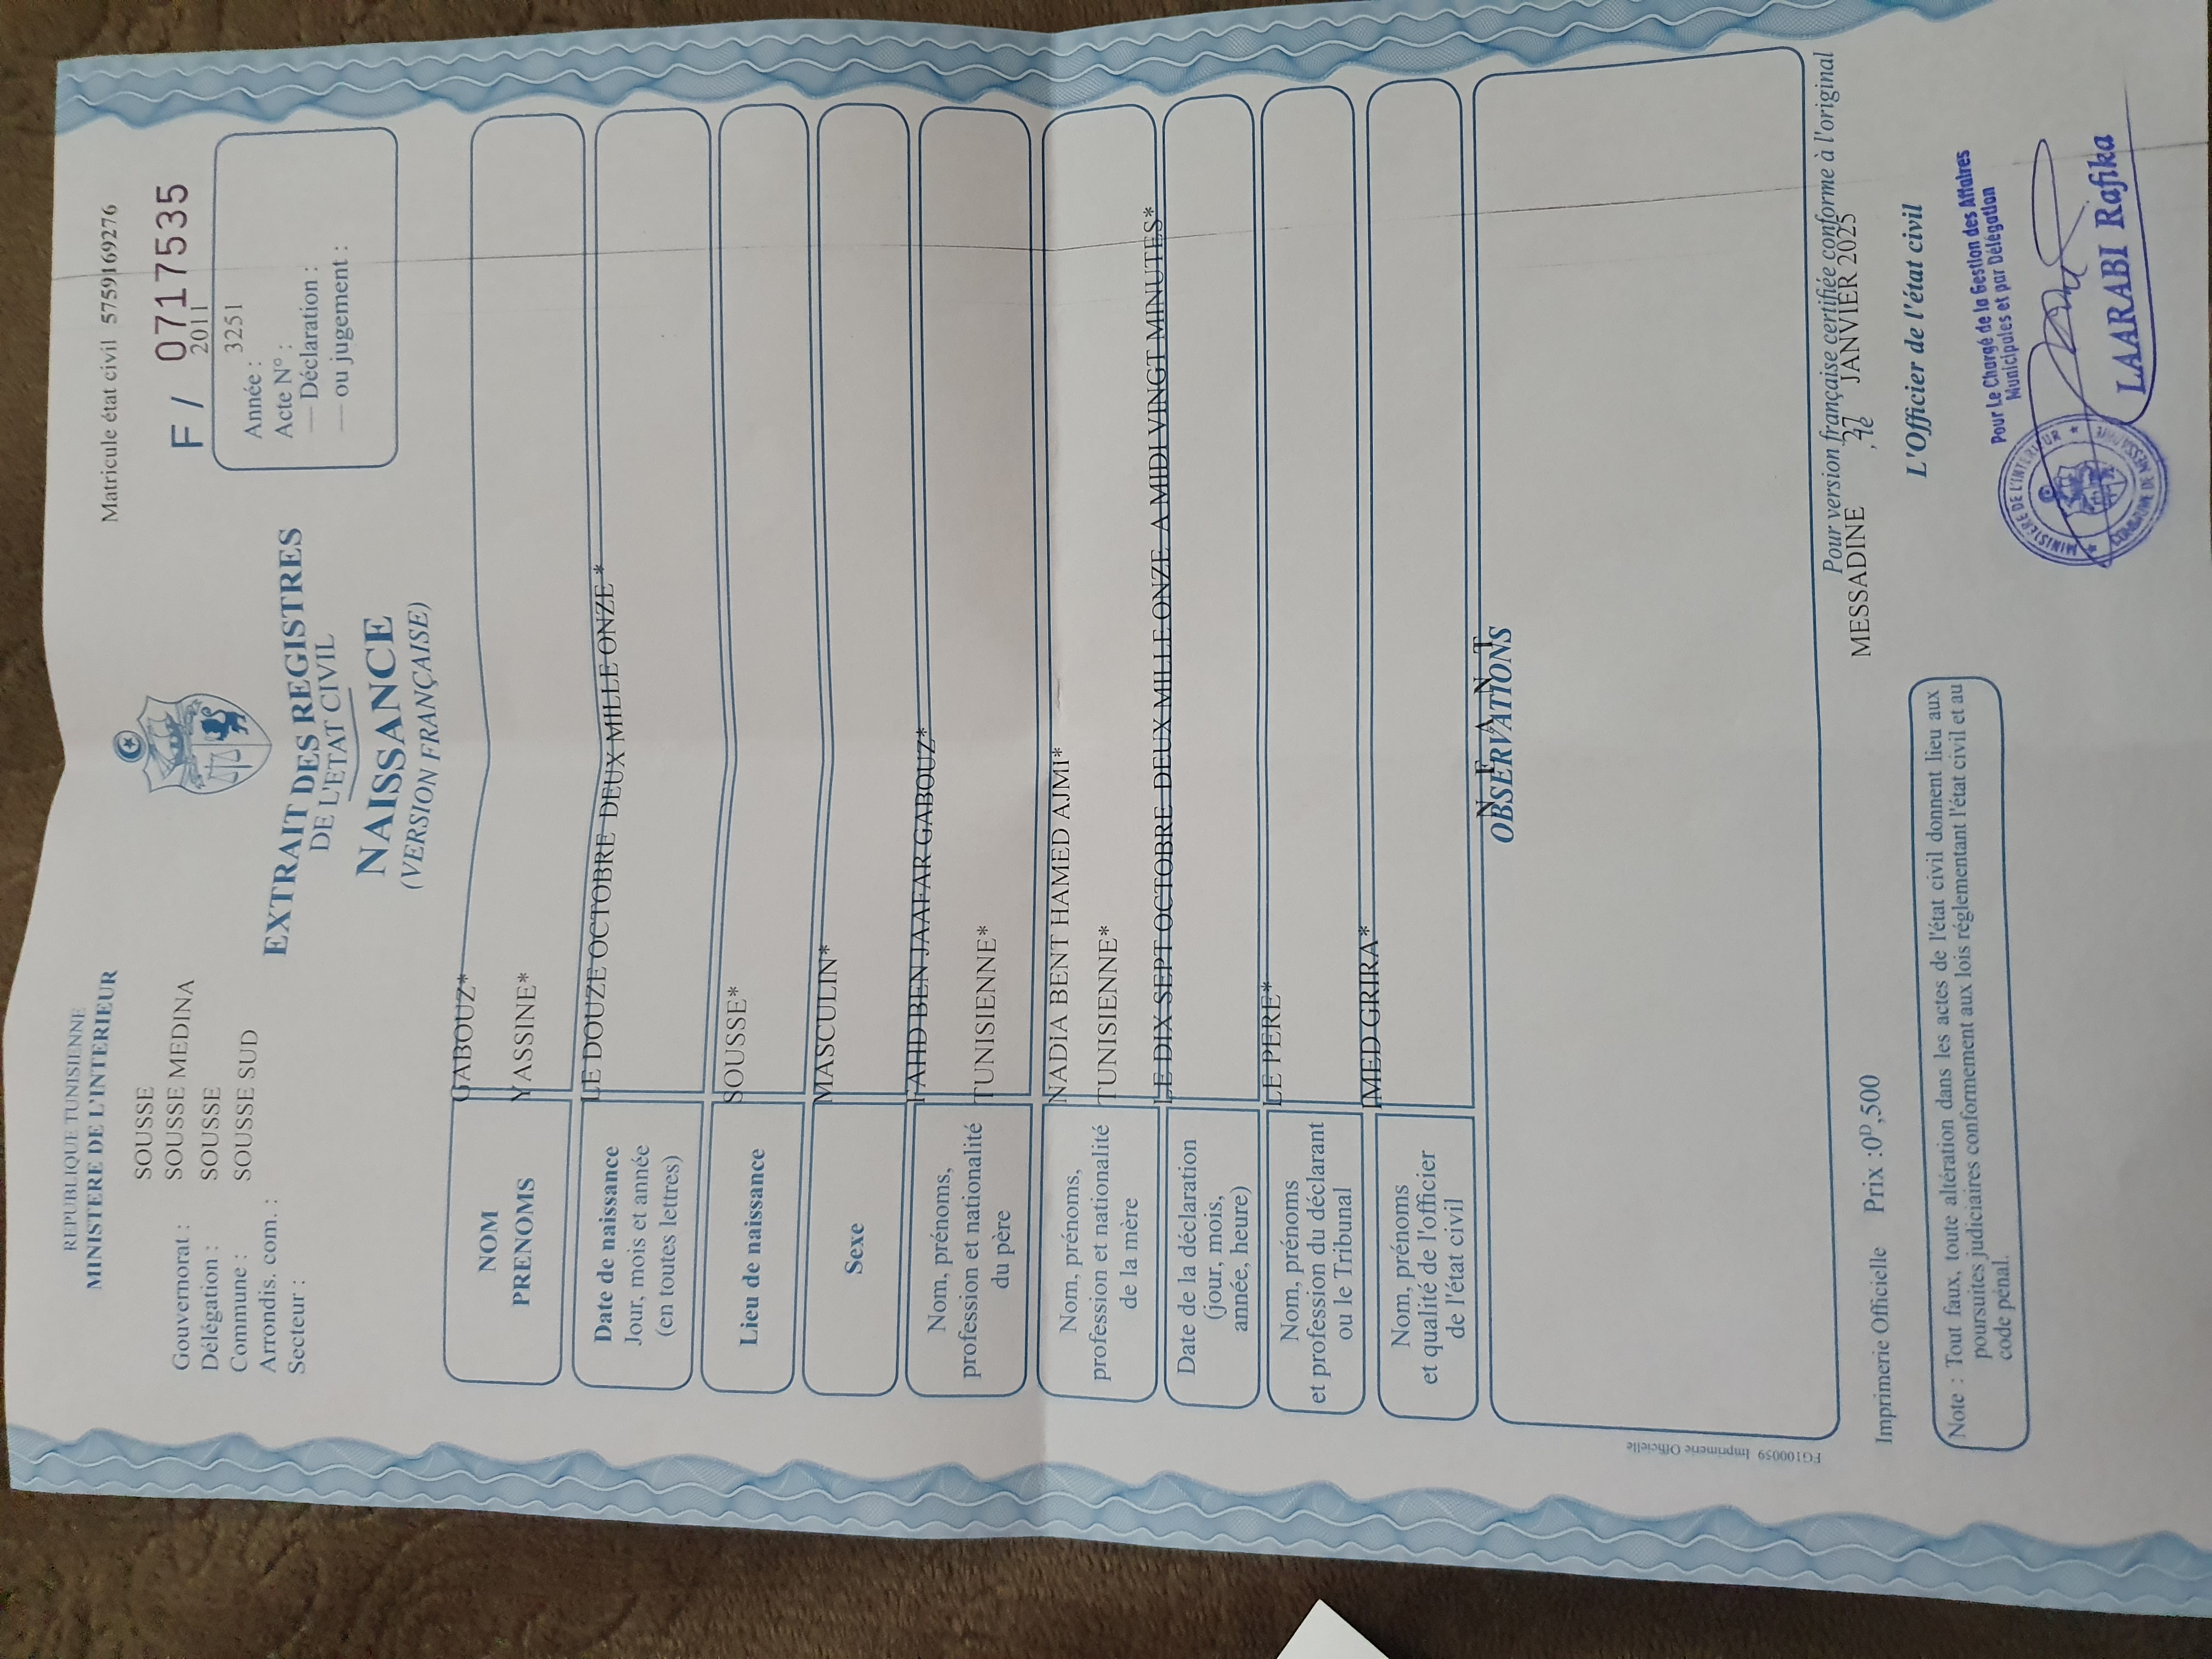 REPUBLIQUE TUNISIENNE
MINISTERE DE L'INTERIEUR
Matricule état civil 5759169276
F / 0717535
SOUSSE
Gouvernorat : SOUSSE MEDINA
Délégation : SOUSSE
Commune : SOUSSE SUD
Arrondis. com. :
Secteur :
2011
Année : 3251
Acte N° :
— Déclaration :
— ou jugement :
EXTRAIT DES REGISTRES
DE L'ETAT CIVIL
NAISSANCE
(VERSION FRANÇAISE)
NOM GABOUZ*
PRENOMS YASSINE*
Date de naissance
Jour, mois et année
(en toutes lettres)
LE DOUZE OCTOBRE DEUX MILLE ONZE *
Lieu de naissance SOUSSE*
Sexe MASCULIN*
Nom, prénoms,
profession et nationalité
du père
FAHD BEN JAAFAR GABOUZ*
TUNISIENNE*
Nom, prénoms,
profession et nationalité
de la mère
NADIA BENT HAMED AJMI*
TUNISIENNE*
Date de la déclaration
(jour, mois,
année, heure)
LE DIX SEPT OCTOBRE DEUX MILLE ONZE A MIDI VINGT MINUTES*
Nom, prénoms
et profession du déclarant
ou le Tribunal
LE PERE*
Nom, prénoms
et qualité de l'officier
de l'état civil
IMED GRIRA*
N E A N T
OBSERVATIONS
FG100059 Imprimerie Officielle
Pour version française certifiée conforme à l'original
MESSADINE , le 27 JANVIER 2025
Imprimerie Officielle Prix :0D,500
L'Officier de l'état civil
Note : Tout faux, toute altération dans les actes de l'état civil donnent lieu aux
poursuites judiciaires conformément aux lois réglementant l'état civil et au
code pénal.
Pour Le Chargé de la Gestion des Affaires
Municipales et par Délégation
MINISTERE DE L'INTERIEUR
COMMUNE DE MESSADINE
LAARABI Rafika